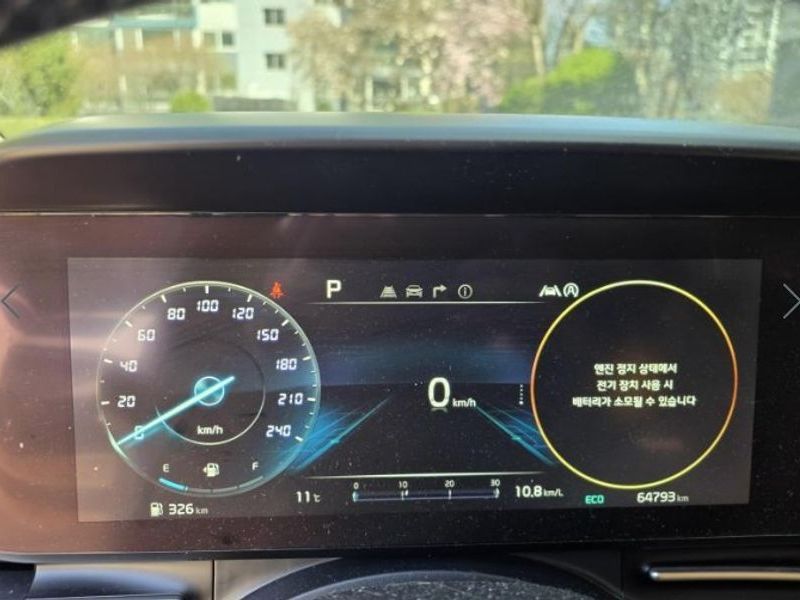 P
100
80
120
60
150
40
180
20
210
0
240
km/h
E
F
326 km
0 km/h
0 10 20 30
11℃
10.8 km/L
엔진 정지 상태에서
전기 장치 사용 시
배터리가 소모될 수 있습니다
ECO
64793 km